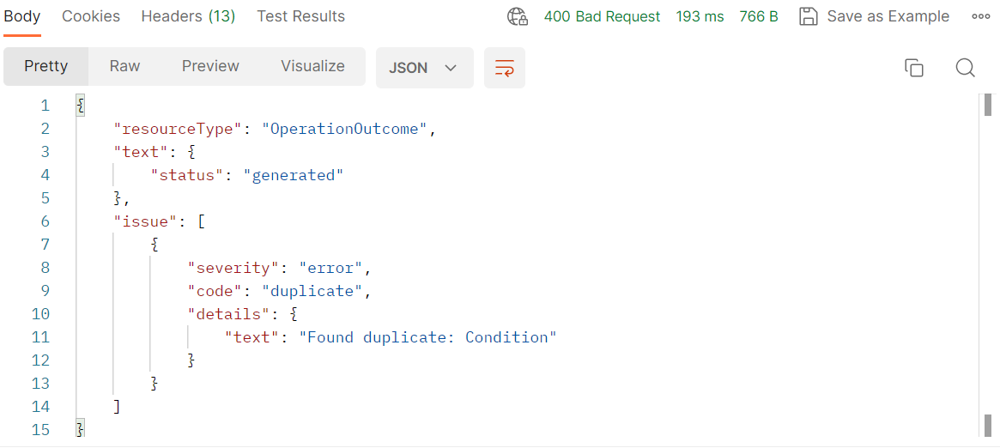 Body Cookies Headers (13) Test Results 400 Bad Request 193 ms 766 B Save as Example
Pretty Raw Preview Visualize JSON
1 {
2 "resourceType": "OperationOutcome",
3 "text": {
4 "status": "generated"
5 },
6 "issue": [
7 {
8 "severity": "error",
9 "code": "duplicate",
10 "details": {
11 "text": "Found duplicate: Condition"
12 }
13 }
14 ]
15 }